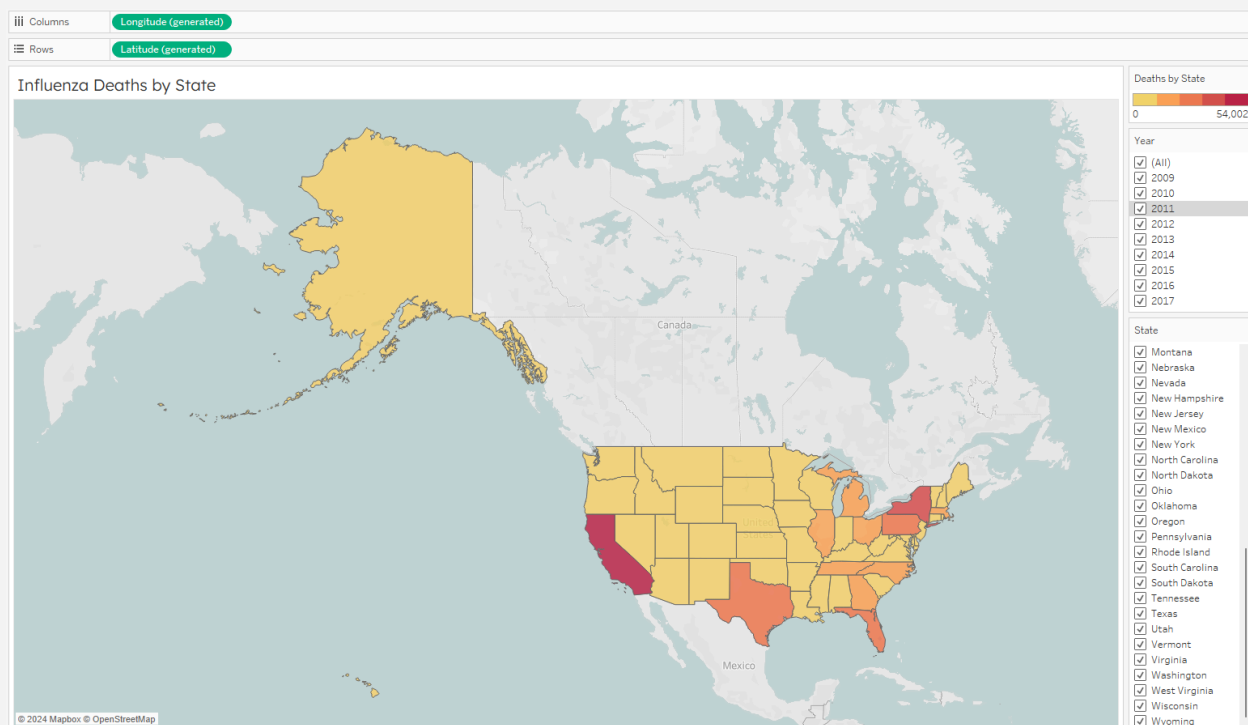 Columns
Longitude (generated)
Rows
Latitude (generated)
Influenza Deaths by State
Canada
United
States
Mexico
© 2024 Mapbox © OpenStreetMap
Deaths by State
0
54,002
Year
(All)
2009
2010
2011
2012
2013
2014
2015
2016
2017
State
Montana
Nebraska
Nevada
New Hampshire
New Jersey
New Mexico
New York
North Carolina
North Dakota
Ohio
Oklahoma
Oregon
Pennsylvania
Rhode Island
South Carolina
South Dakota
Tennessee
Texas
Utah
Vermont
Virginia
Washington
West Virginia
Wisconsin
Wyoming